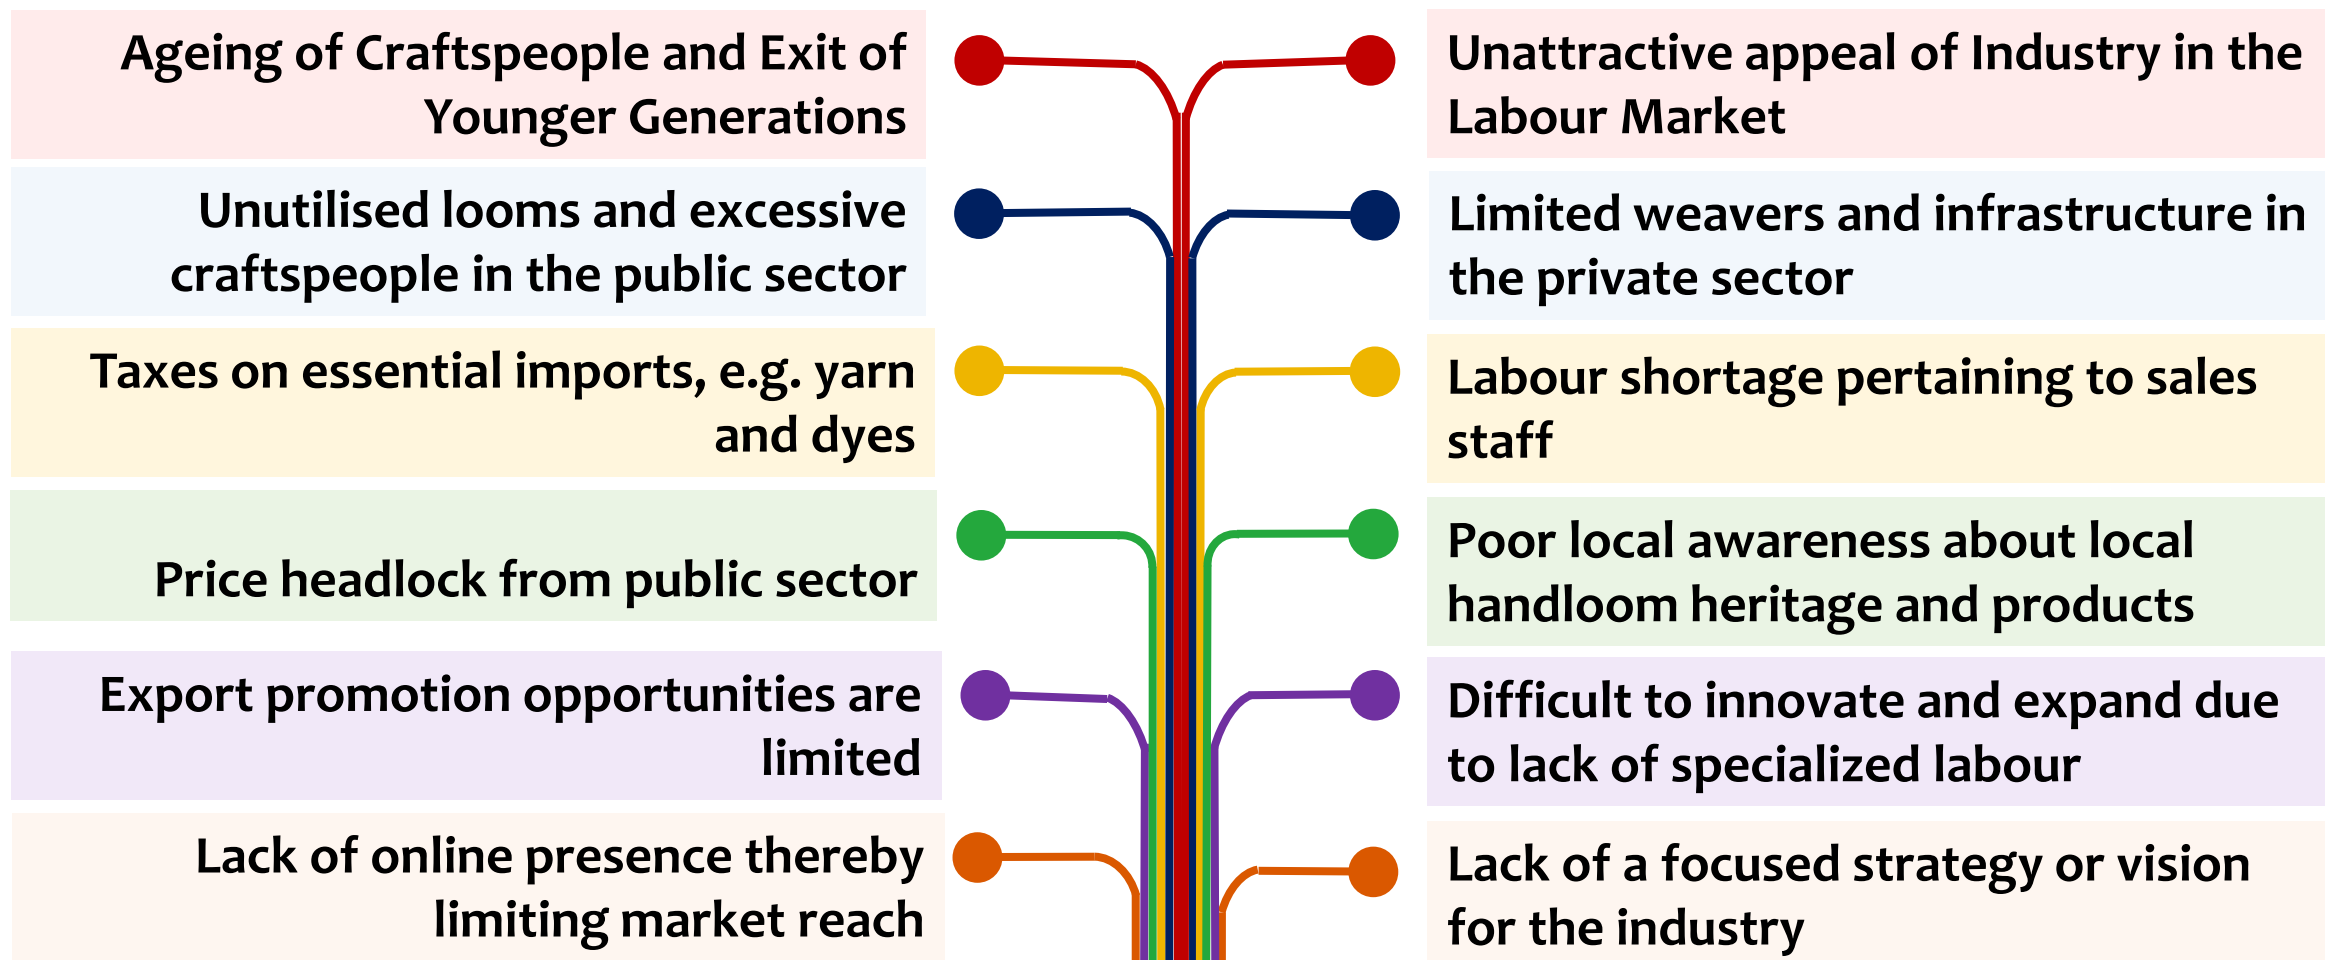 Ageing of Craftspeople and Exit of
Younger Generations
Unattractive appeal of Industry in the
Labour Market
Unutilised looms and excessive
craftspeople in the public sector
Limited weavers and infrastructure in
the private sector
Taxes on essential imports, e.g. yarn
and dyes
Labour shortage pertaining to sales
staff
Price headlock from public sector
Poor local awareness about local
handloom heritage and products
Export promotion opportunities are
limited
Difficult to innovate and expand due
to lack of specialized labour
Lack of online presence thereby
limiting market reach
Lack of a focused strategy or vision
for the industry